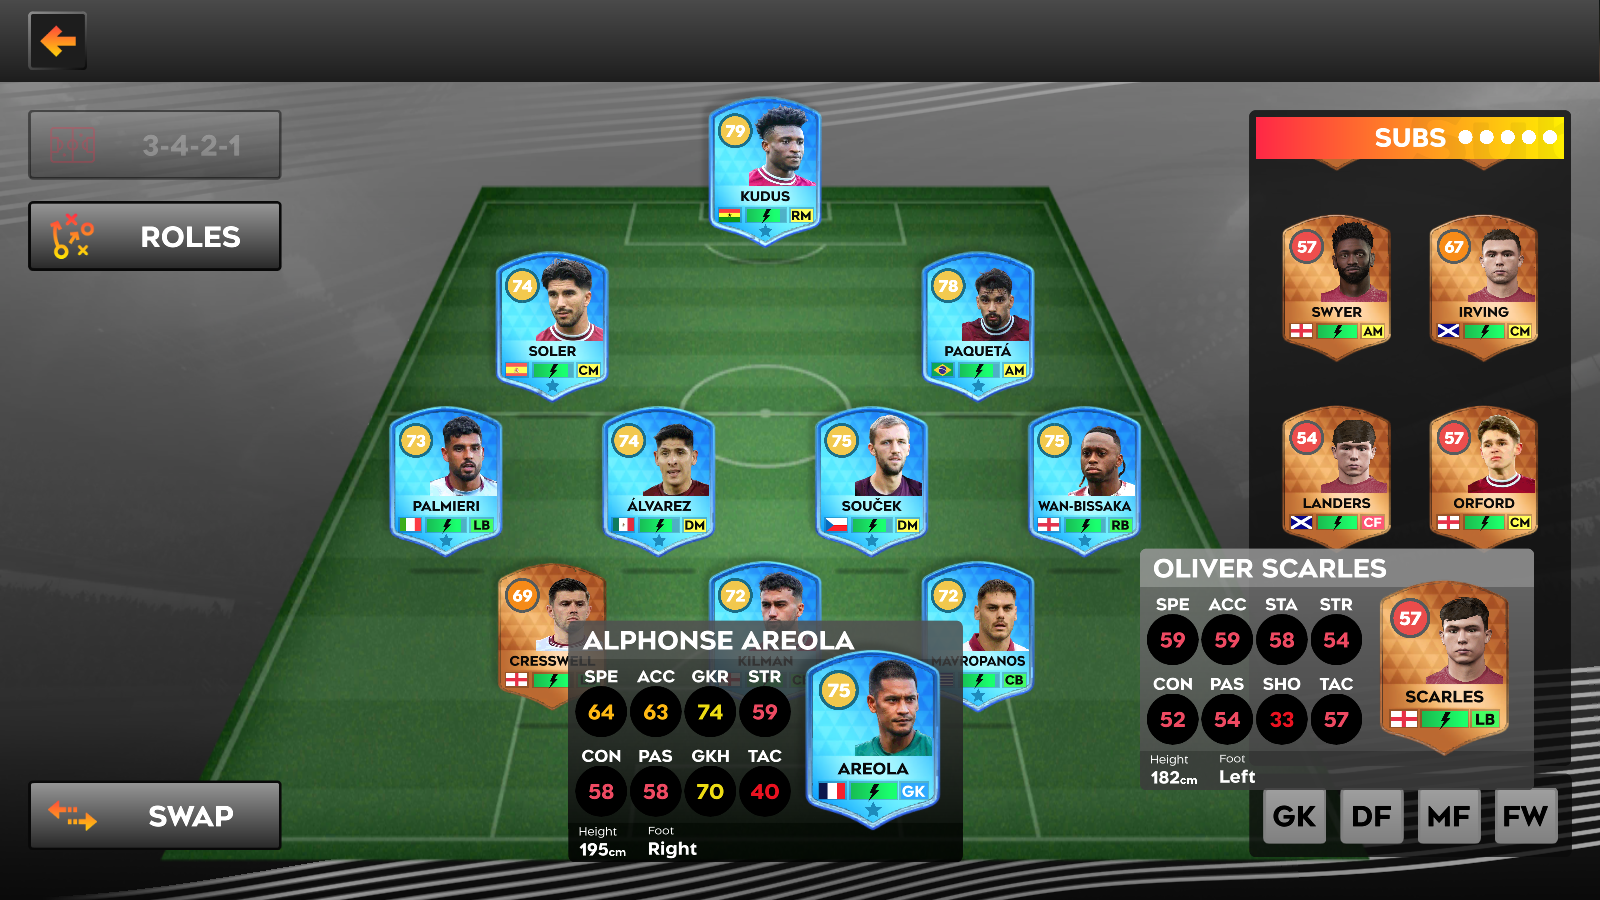 3-4-2-1
ROLES
SWAP
79
KUDUS
RM
74
SOLER
CM
78
PAQUETÁ
AM
73
PALMIERI
LB
74
ÁLVAREZ
DM
75
SOUČEK
DM
75
WAN-BISSAKA
RB
69
CRESSWELL
72
KILMAN
72
MAVROPANOS
CB
ALPHONSE AREOLA
SPE ACC GKR STR
64 63 74 59
CON PAS GKH TAC
58 58 70 40
Height Foot
195cm Right
75
AREOLA
GK
SUBS
57
SWYER
AM
67
IRVING
CM
54
LANDERS
CF
57
ORFORD
CM
OLIVER SCARLES
SPE ACC STA STR
59 59 58 54
CON PAS SHO TAC
52 54 33 57
Height Foot
182cm Left
57
SCARLES
LB
GK DF MF FW